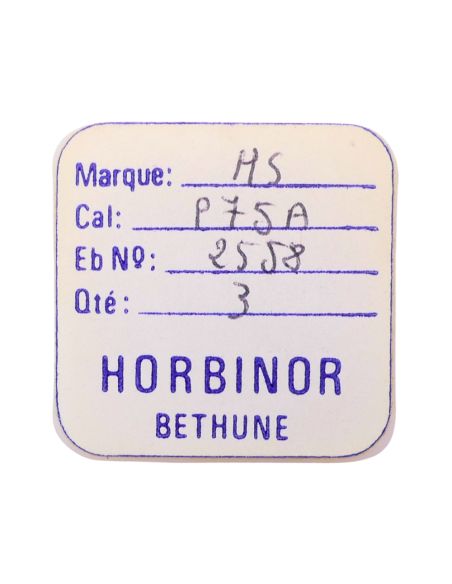 Marque: HS
Cal: P75A
Eb Nº: 2558
Qté: 3
HORBINOR
BETHUNE